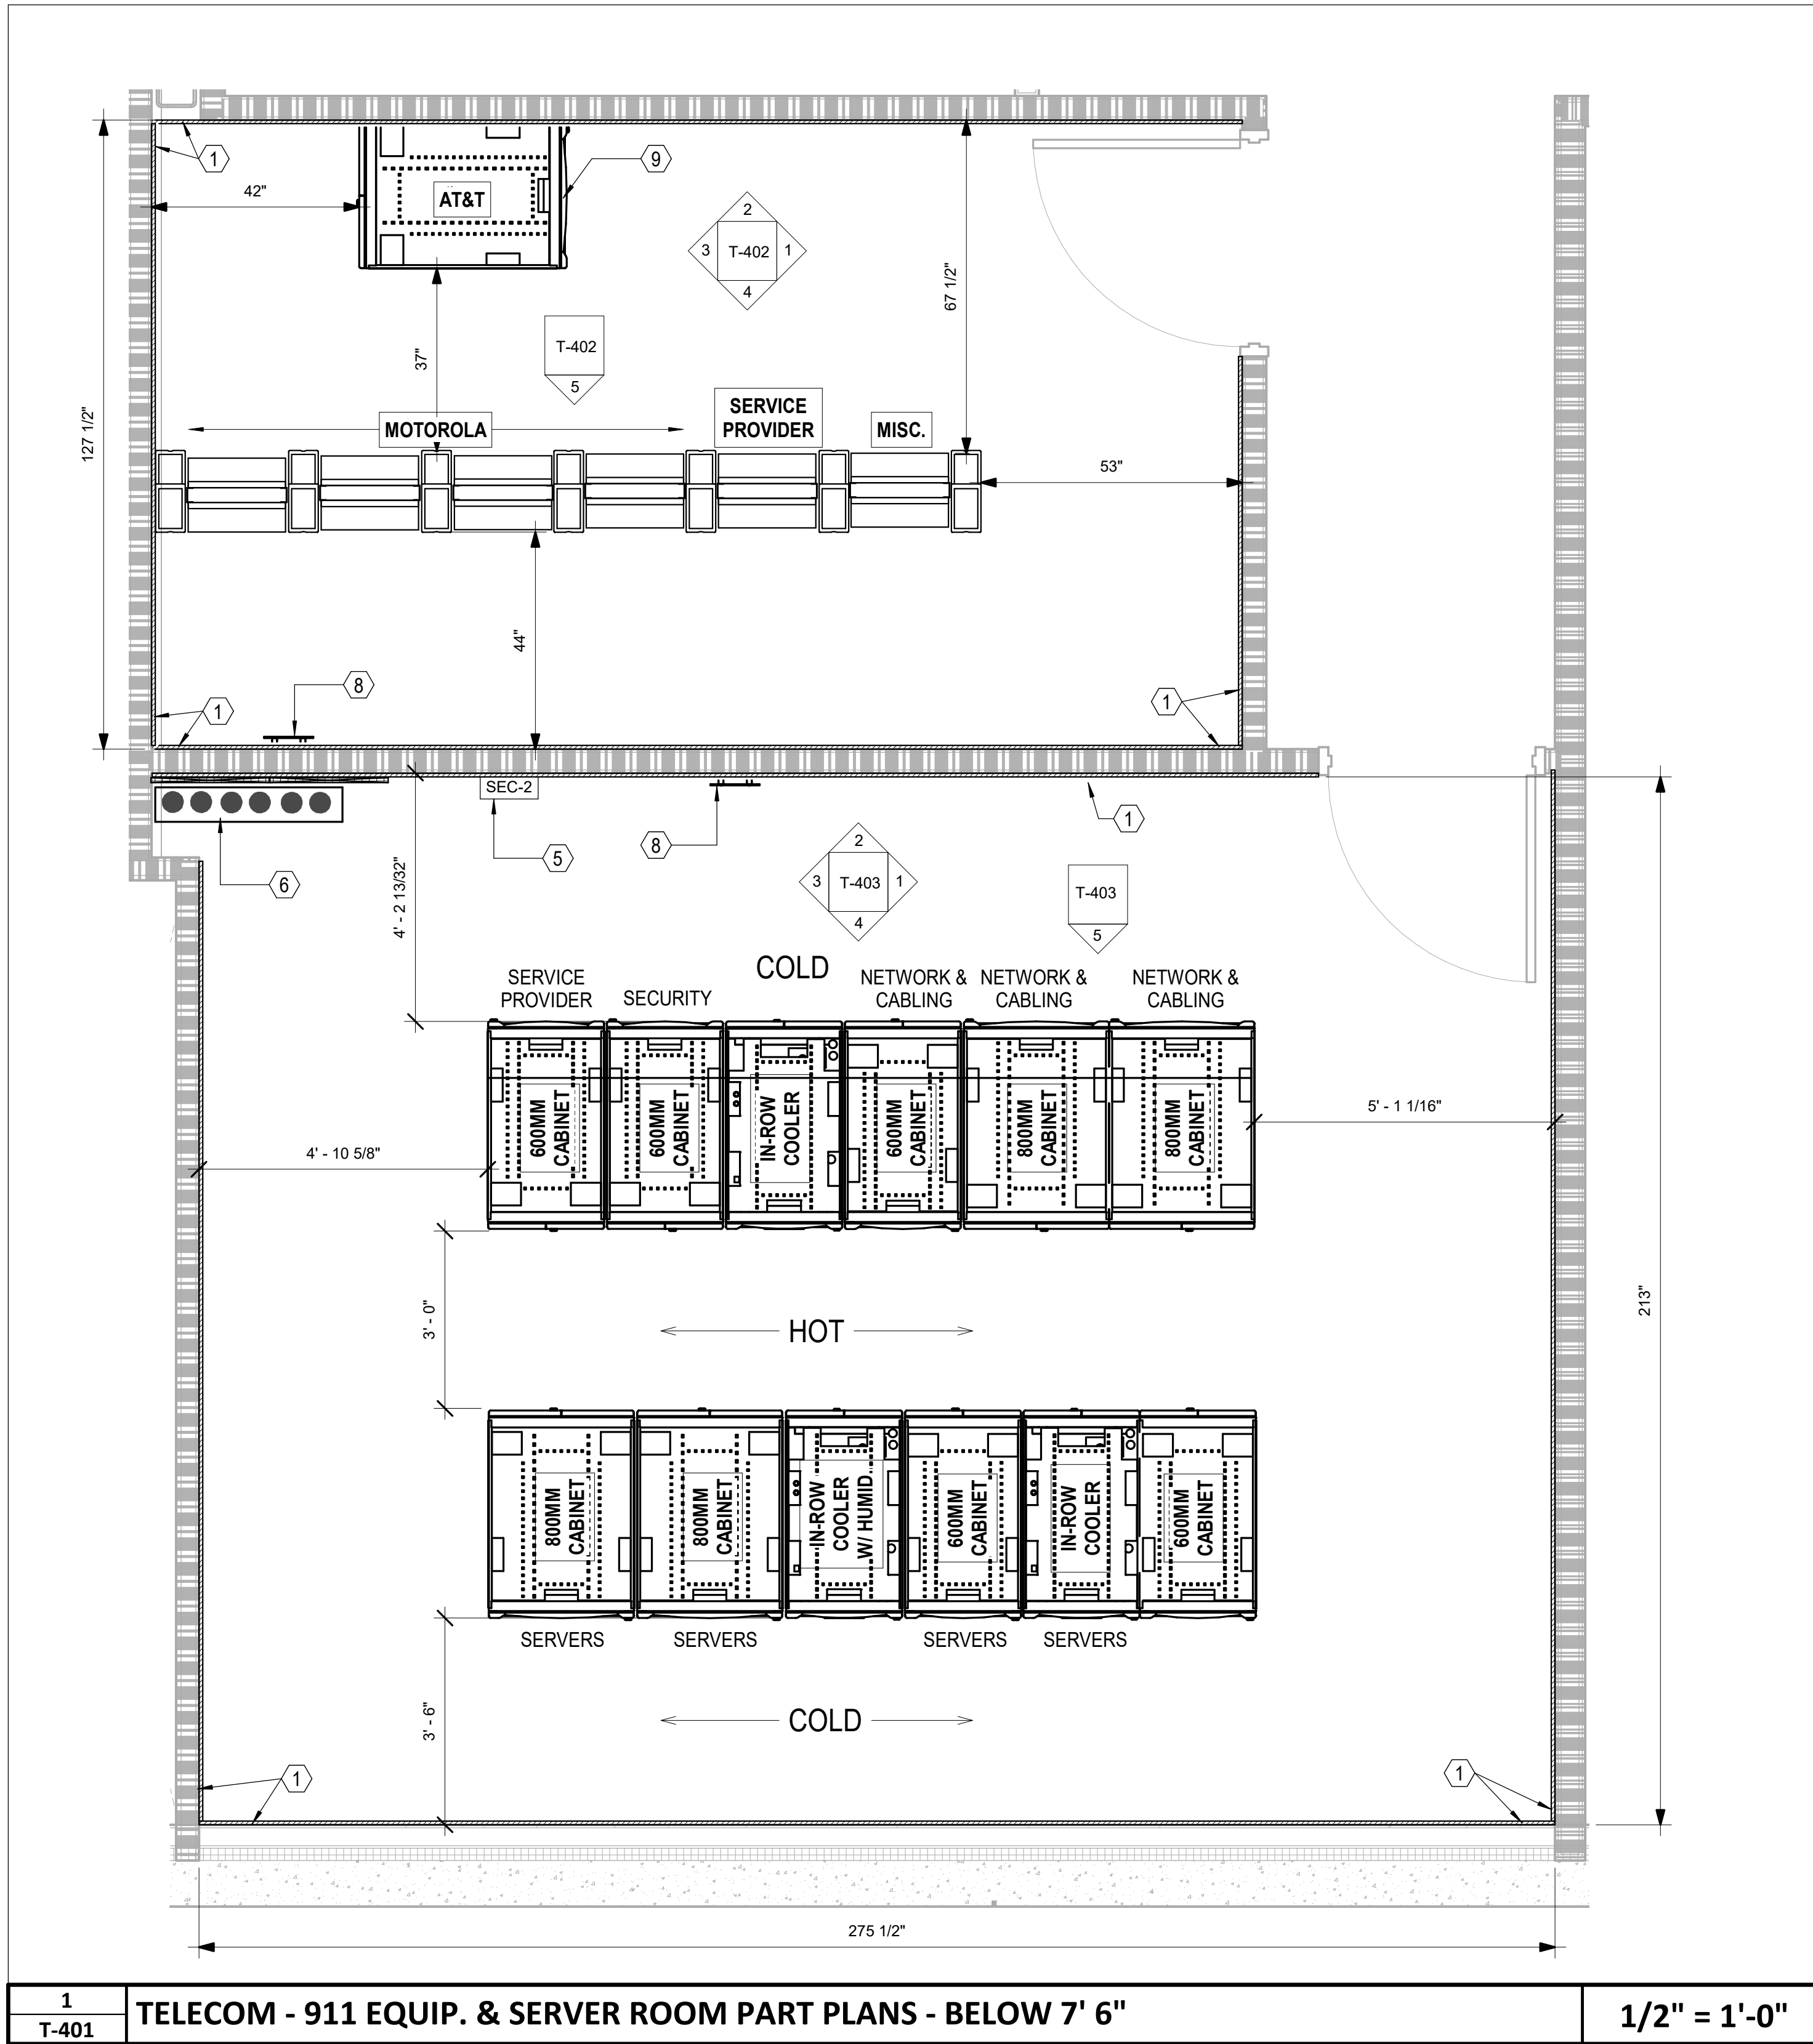 1
9
42"
AT&T
2
3
T-402
1
4
67 1/2"
37"
T-402
5
127 1/2"
MOTOROLA
SERVICE
PROVIDER
MISC.
53"
44"
8
1
1
SEC-2
5
8
1
6
4' - 2 13/32"
2
3
T-403
1
4
T-403
5
COLD
SERVICE
PROVIDER
SECURITY
NETWORK &
CABLING
NETWORK &
CABLING
NETWORK &
CABLING
600MM
CABINET
600MM
CABINET
IN-ROW
COOLER
600MM
CABINET
800MM
CABINET
800MM
CABINET
4' - 10 5/8"
5' - 1 1/16"
3' - 0"
HOT
213"
800MM
CABINET
800MM
CABINET
IN-ROW
COOLER
W/ HUMID
600MM
CABINET
IN-ROW
COOLER
600MM
CABINET
SERVERS
SERVERS
SERVERS
SERVERS
3' - 6"
COLD
1
1
275 1/2"
1
T-401
TELECOM - 911 EQUIP. & SERVER ROOM PART PLANS - BELOW 7' 6"
1/2" = 1'-0"